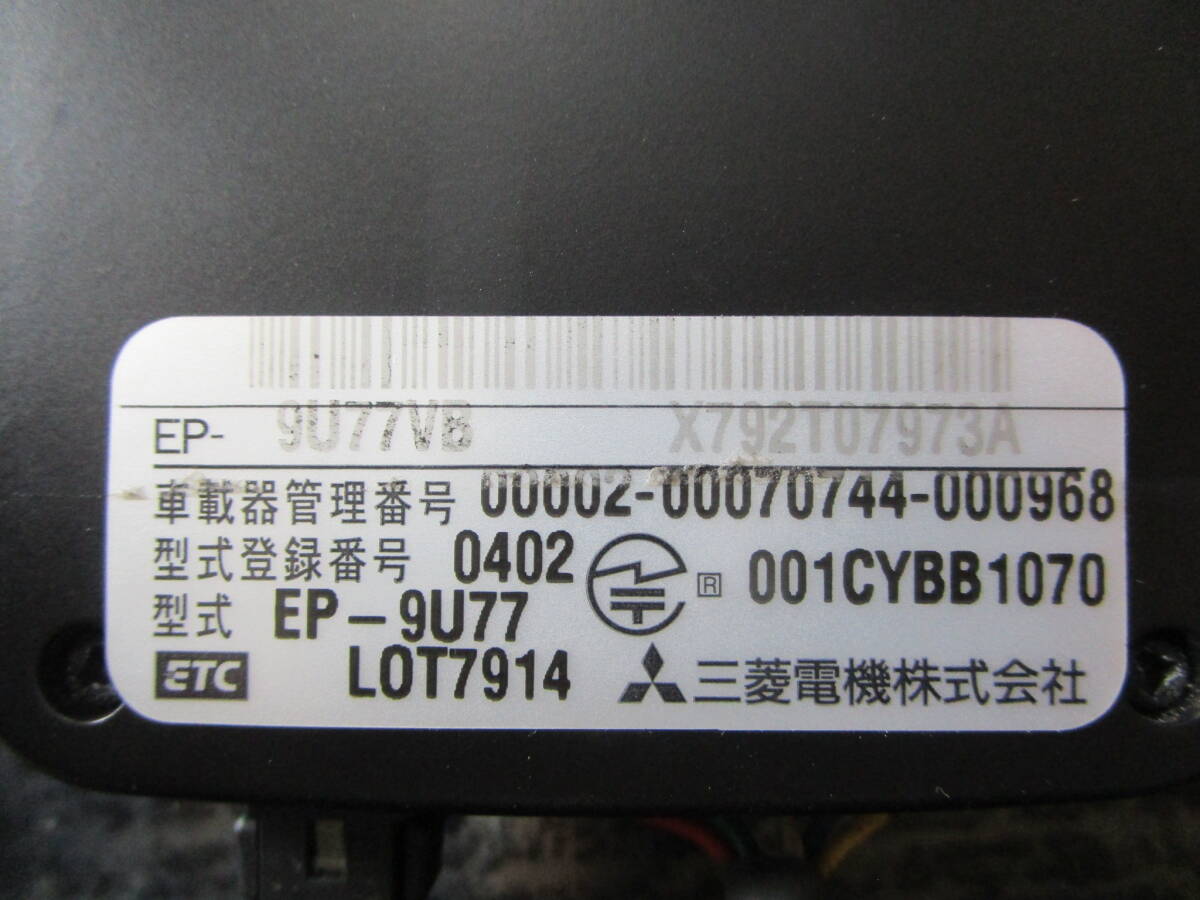 EP- 9U77VB X792T07973A
車載器管理番号 00002-00070744-000968
型式登録番号 0402 R 001CYBB1070
型式 EP-9U77
ETC LOT7914 三菱電機株式会社